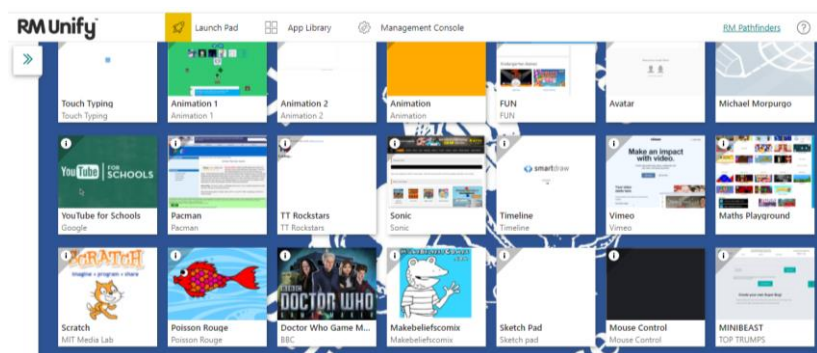 RM Unify
Launch Pad
App Library
Management Console
RM Pathfinders
?
Touch Typing
Touch Typing
Animation 1
Animation 1
Animation 2
Animation 2
Animation
Animation
FUN
FUN
Avatar
Michael Morpurgo
You Tube FOR SCHOOLS
YouTube for Schools
Google
Pacman
Pacman
TT Rockstars
TT Rockstars
Sonic
Sonic
smartdraw
Timeline
Timeline
Make an impact
with video.
Vimeo
Vimeo
Maths Playground
SCRATCH
imagine • program • share
Scratch
MIT Media Lab
Poisson Rouge
Poisson Rouge
DOCTOR WHO
Doctor Who Game M...
BBC
MakeBeliefsComix
Makebeliefscomix
Makebeliefscomix
Sketch Pad
Sketch pad
Mouse Control
Mouse Control
MINIBEAST
TOP TRUMPS